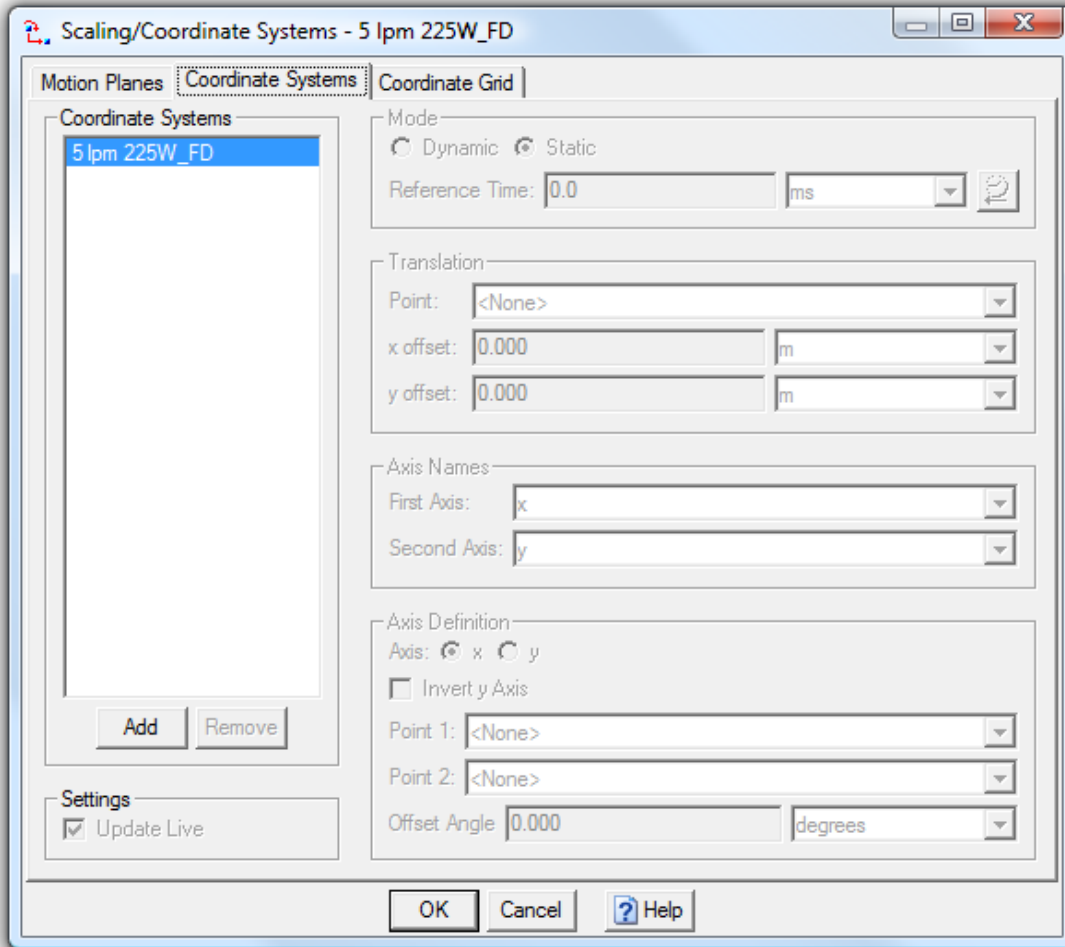 Scaling/Coordinate Systems - 5 lpm 225W_FD
Motion Planes Coordinate Systems Coordinate Grid
Coordinate Systems
5 lpm 225W_FD
Add Remove
Settings
Update Live
Mode
Dynamic Static
Reference Time: 0.0 ms
Translation
Point: <None>
x offset: 0.000 m
y offset: 0.000 m
Axis Names
First Axis: x
Second Axis: y
Axis Definition
Axis: x y
Invert y Axis
Point 1: <None>
Point 2: <None>
Offset Angle 0.000 degrees
OK Cancel Help